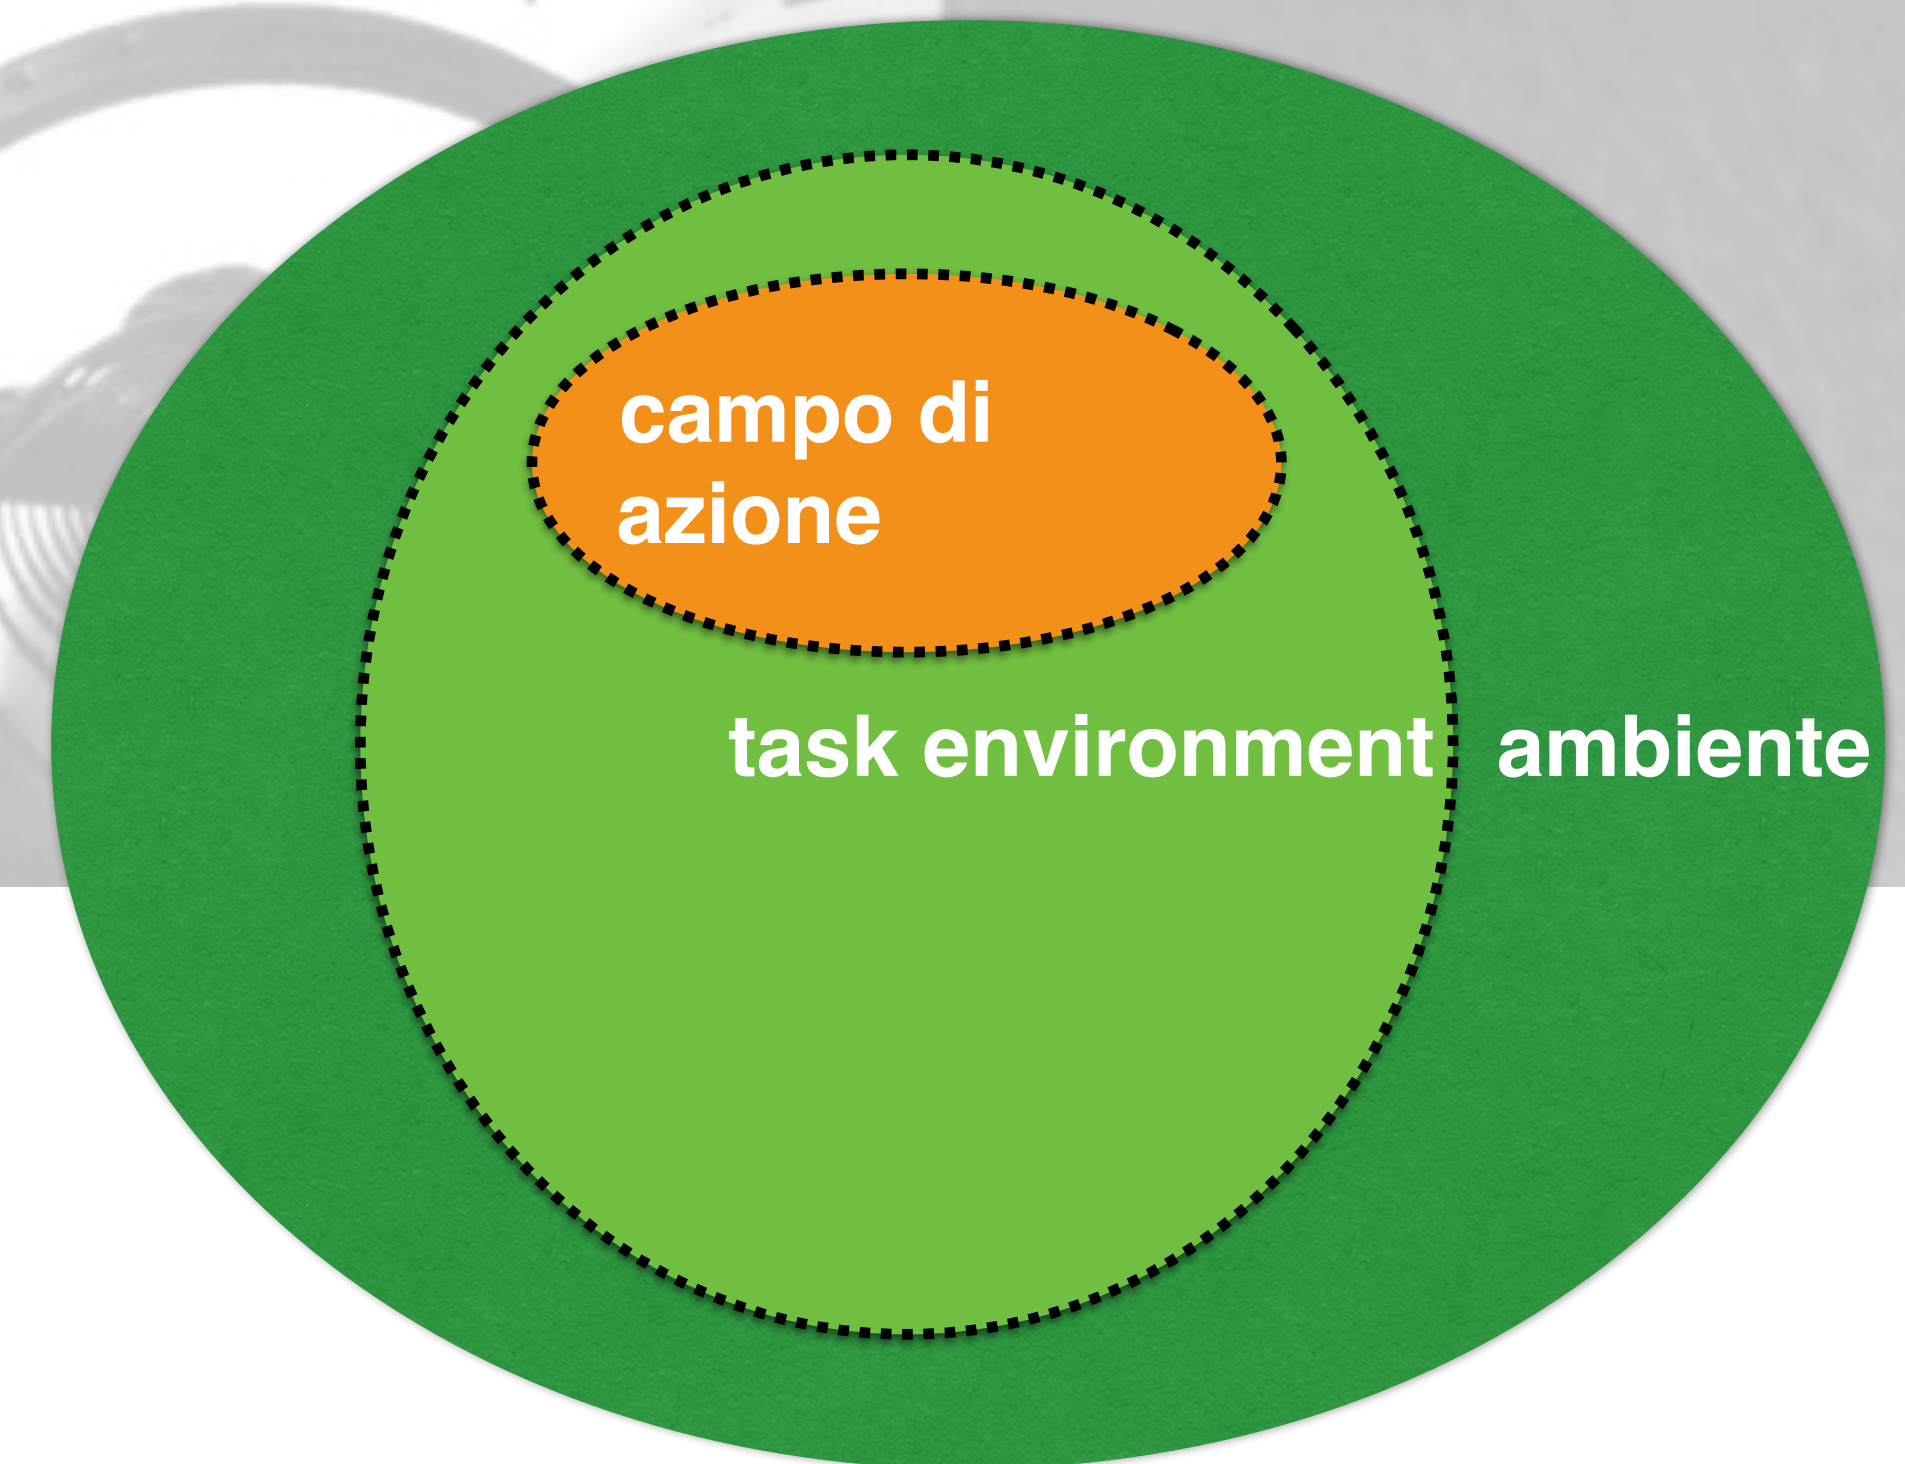 campo di
azione
task environment
ambiente